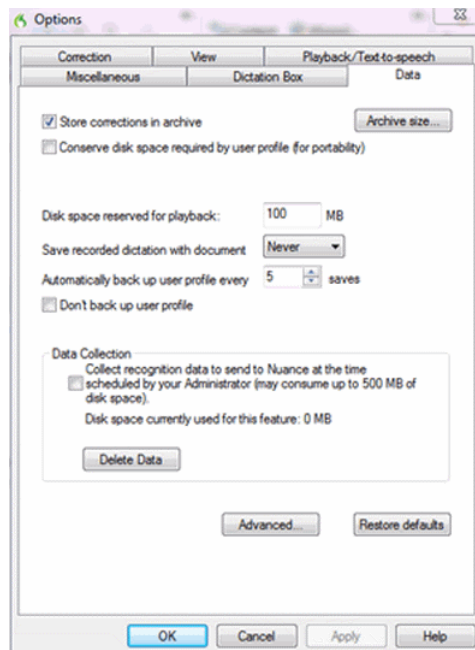 Options
Correction View Playback/Text-to-speech
Miscellaneous Dictation Box Data
Store corrections in archive Archive size...
Conserve disk space required by user profile (for portability)
Disk space reserved for playback: 100 MB
Save recorded dictation with document Never
Automatically back up user profile every 5 saves
Don't back up user profile
Data Collection
Collect recognition data to send to Nuance at the time
scheduled by your Administrator (may consume up to 500 MB of
disk space).
Disk space currently used for this feature: 0 MB
Delete Data
Advanced... Restore defaults
OK Cancel Apply Help